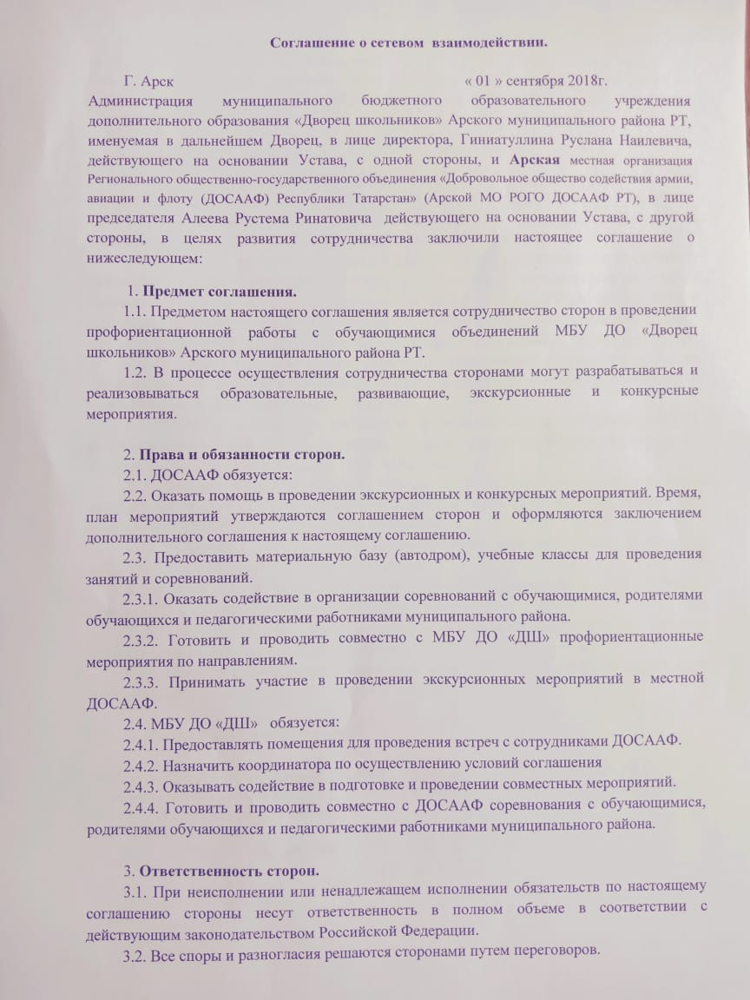 Соглашение о сетевом взаимодействии.
Г. Арск « 01 » сентября 2018г.
Администрация муниципального бюджетного образовательного учреждения
дополнительного образования «Дворец школьников» Арского муниципального района РТ,
именуемая в дальнейшем Дворец, в лице директора, Гиниатуллина Руслана Наилевича,
действующего на основании Устава, с одной стороны, и Арская местная организация
Регионального общественно-государственного объединения «Добровольное общество содействия армии,
авиации и флоту (ДОСААФ) Республики Татарстан» (Арской МО РОГО ДОСААФ РТ), в лице
председателя Алеева Рустема Ринатовича действующего на основании Устава, с другой
стороны, в целях развития сотрудничества заключили настоящее соглашение о
нижеследующем:
1. Предмет соглашения.
1.1. Предметом настоящего соглашения является сотрудничество сторон в проведении
профориентационной работы с обучающимися объединений МБУ ДО «Дворец
школьников» Арского муниципального района РТ.
1.2. В процессе осуществления сотрудничества сторонами могут разрабатываться и
реализовываться образовательные, развивающие, экскурсионные и конкурсные
мероприятия.
2. Права и обязанности сторон.
2.1. ДОСААФ обязуется:
2.2. Оказать помощь в проведении экскурсионных и конкурсных мероприятий. Время,
план мероприятий утверждаются соглашением сторон и оформляются заключением
дополнительного соглашения к настоящему соглашению.
2.3. Предоставить материальную базу (автодром), учебные классы для проведения
занятий и соревнований.
2.3.1. Оказать содействие в организации соревнований с обучающимися, родителями
обучающихся и педагогическими работниками муниципального района.
2.3.2. Готовить и проводить совместно с МБУ ДО «ДШ» профориентационные
мероприятия по направлениям.
2.3.3. Принимать участие в проведении экскурсионных мероприятий в местной
ДОСААФ.
2.4. МБУ ДО «ДШ» обязуется:
2.4.1. Предоставлять помещения для проведения встреч с сотрудниками ДОСААФ.
2.4.2. Назначить координатора по осуществлению условий соглашения
2.4.3. Оказывать содействие в подготовке и проведении совместных мероприятий.
2.4.4. Готовить и проводить совместно с ДОСААФ соревнования с обучающимися,
родителями обучающихся и педагогическими работниками муниципального района.
3. Ответственность сторон.
3.1. При неисполнении или ненадлежащем исполнении обязательств по настоящему
соглашению стороны несут ответственность в полном объеме в соответствии с
действующим законодательством Российской Федерации.
3.2. Все споры и разногласия решаются сторонами путем переговоров.